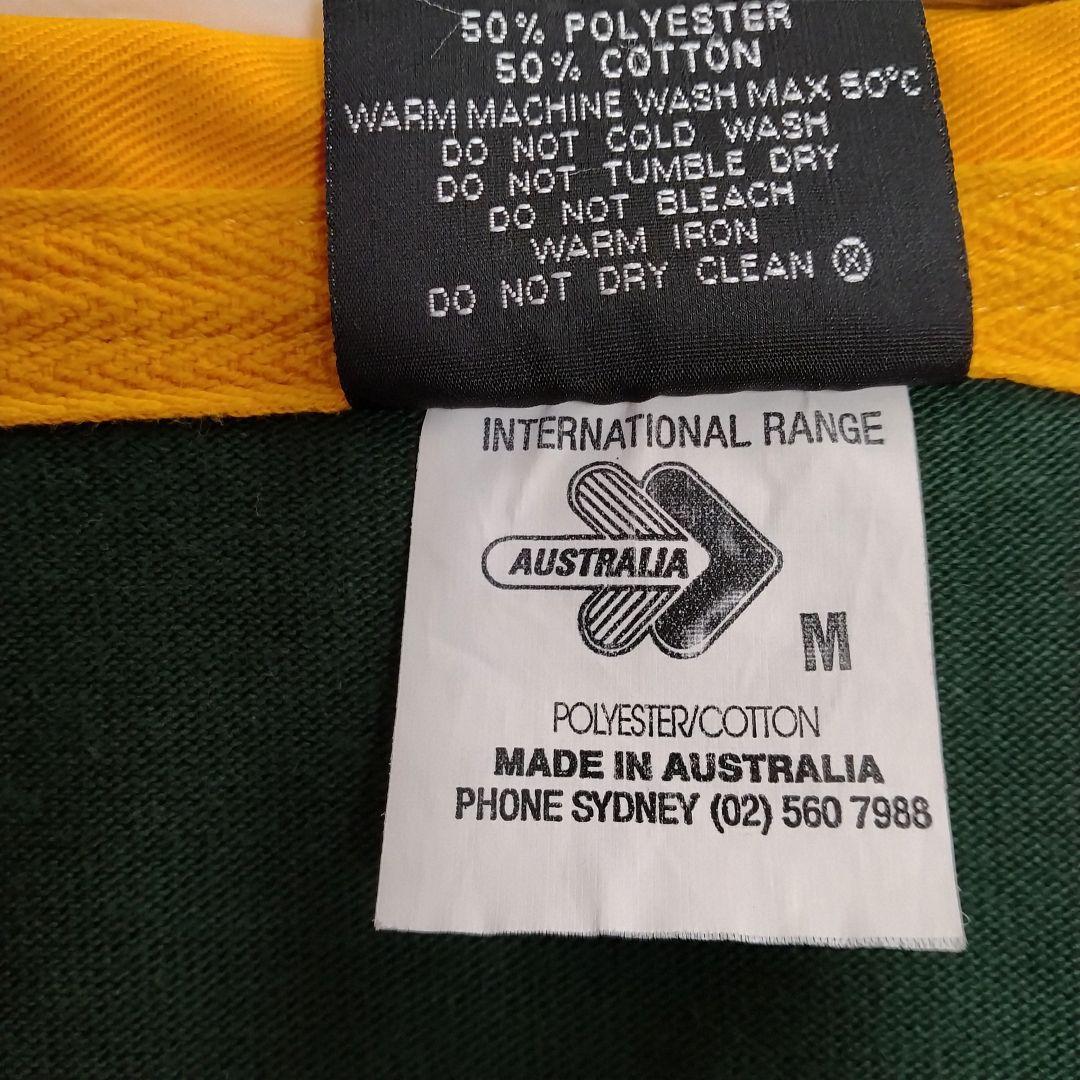 50% POLYESTER
50% COTTON
WARM MACHINE WASH MAX 50°C
DO NOT COLD WASH
DO NOT TUMBLE DRY
DO NOT BLEACH
WARM IRON
DO NOT DRY CLEAN
INTERNATIONAL RANGE
AUSTRALIA
M
POLYESTER/COTTON
MADE IN AUSTRALIA
PHONE SYDNEY (02) 560 7988